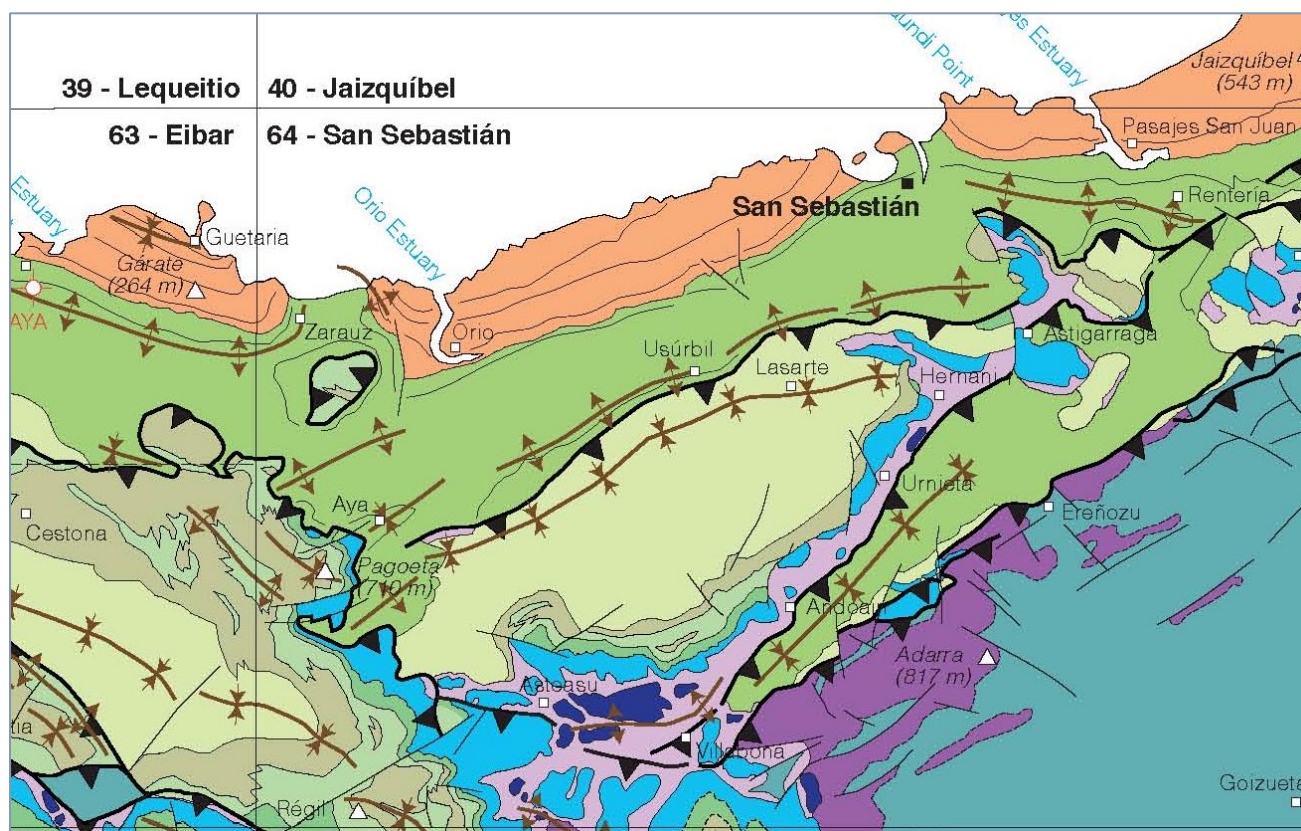 Point
Estuary
Jaizquíbel
(543 m)
39 - Lequeitio
40 - Jaizquíbel
63 - Eibar
64 - San Sebastián
Pasajes San Juan
Estuary
Orio Estuary
San Sebastián
Rentería
Guetaria
Gárate
(264 m)
Zarauz
Orio
Usúrbil
Lasarte
Astigarraga
Hernani
Urnieta
Aya
Cestona
Ereñozu
Pagoeta
(710 m)
Andoain
Adarra
(817 m)
Asteasu
Villabona
Régil
Goizueta